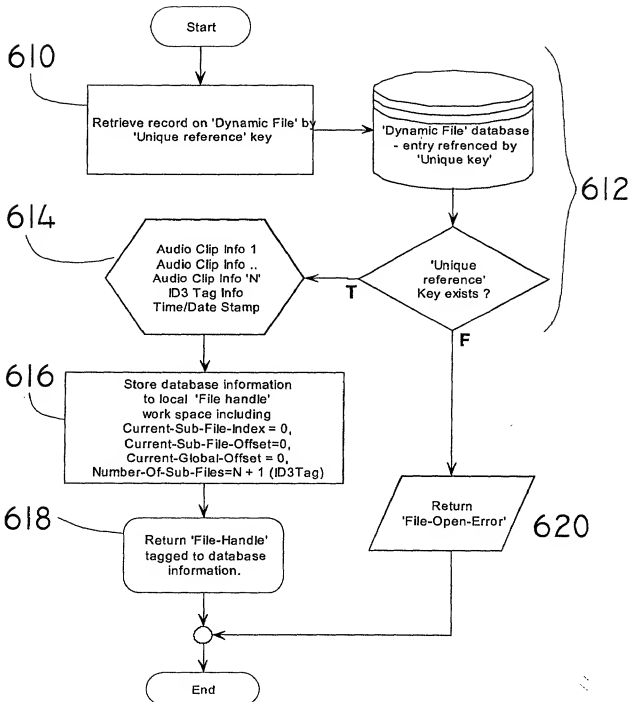 Start
610
Retrieve record on 'Dynamic File' by
'Unique reference' key
'Dynamic File' database
- entry refrenced by
'Unique key'
612
614
Audio Clip Info 1
Audio Clip Info ..
Audio Clip Info 'N'
ID3 Tag Info
Time/Date Stamp
'Unique
reference'
Key exists ?
T
F
616
Store database information
to local 'File handle'
work space including
Current-Sub-File-Index = 0,
Current-Sub-File-Offset=0,
Current-Global-Offset = 0,
Number-Of-Sub-Files=N + 1 (ID3Tag)
618
Return 'File-Handle'
tagged to database
information.
Return
'File-Open-Error'
620
End